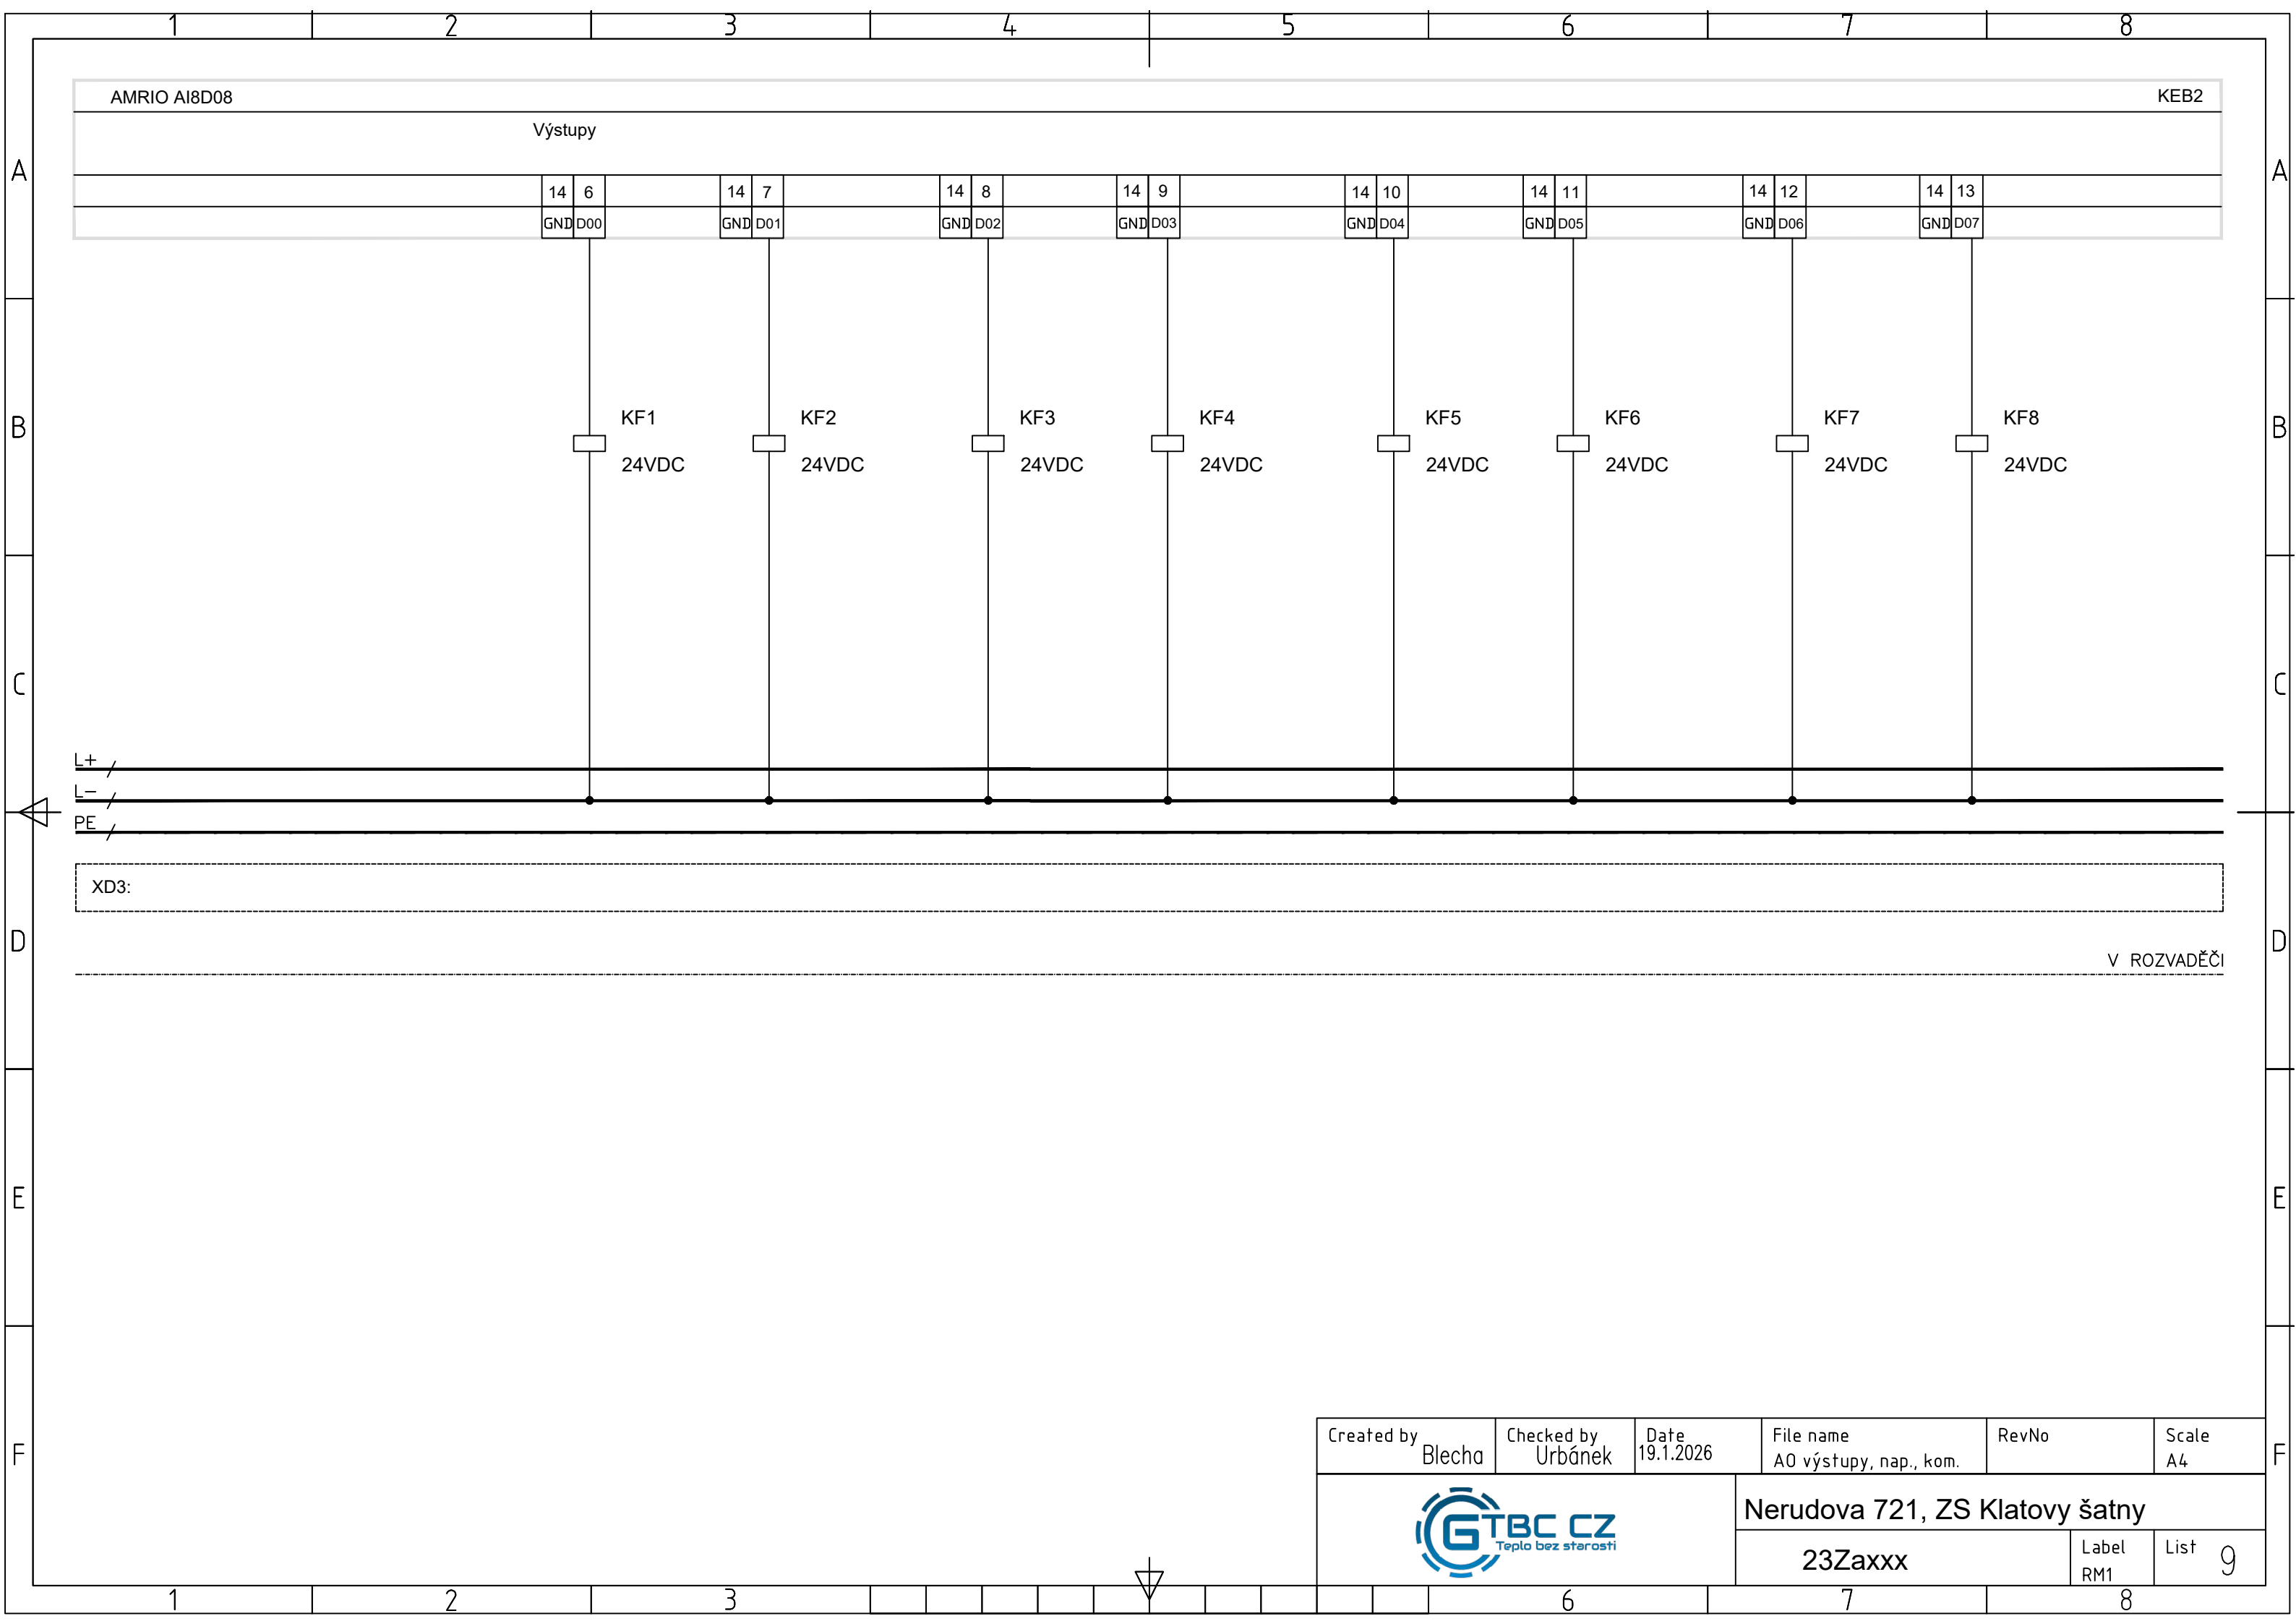 1 2 3 4 5 6 7 8
AMRIO AI8D08 KEB2
Výstupy
A A
14 6 14 7 14 8 14 9 14 10 14 11 14 12 14 13
GND D00 GND D01 GND D02 GND D03 GND D04 GND D05 GND D06 GND D07
B B
KF1 KF2 KF3 KF4 KF5 KF6 KF7 KF8
24VDC 24VDC 24VDC 24VDC 24VDC 24VDC 24VDC 24VDC
C C
L+
L-
PE
XD3:
D D
V ROZVADĚČI
E E
F F
Created by Checked by Date File name RevNo Scale
Blecha Urbánek 19.1.2026 AO výstupy, nap., kom. A4
GTBC CZ
Teplo bez starosti
Nerudova 721, ZS Klatovy šatny
23Zaxxx
Label
RM1
List 9
1 2 3 6 7 8